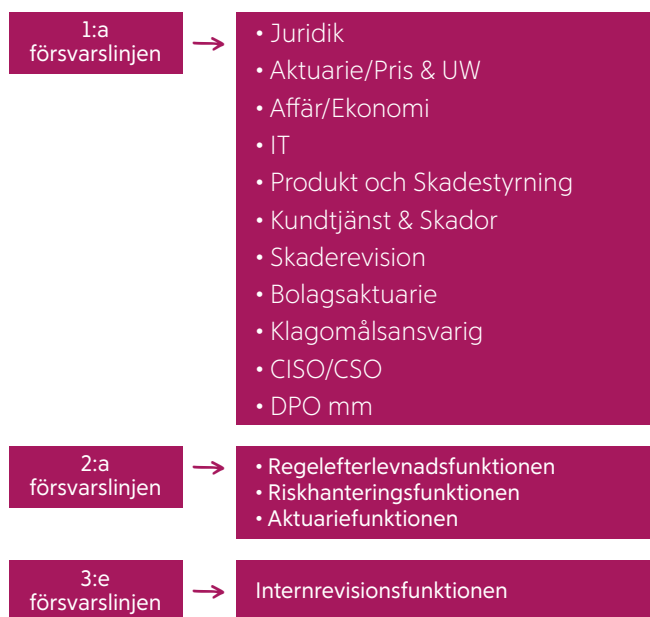 1:a
försvarslinjen
• Juridik
• Aktuarie/Pris & UW
• Affär/Ekonomi
• IT
• Produkt och Skadestyrning
• Kundtjänst & Skador
• Skaderevision
• Bolagsaktuarie
• Klagomålsansvarig
• CISO/CSO
• DPO mm
2:a
försvarslinjen
• Regelefterlevnadsfunktionen
• Riskhanteringsfunktionen
• Aktuariefunktionen
3:e
försvarslinjen
Internrevisionsfunktionen